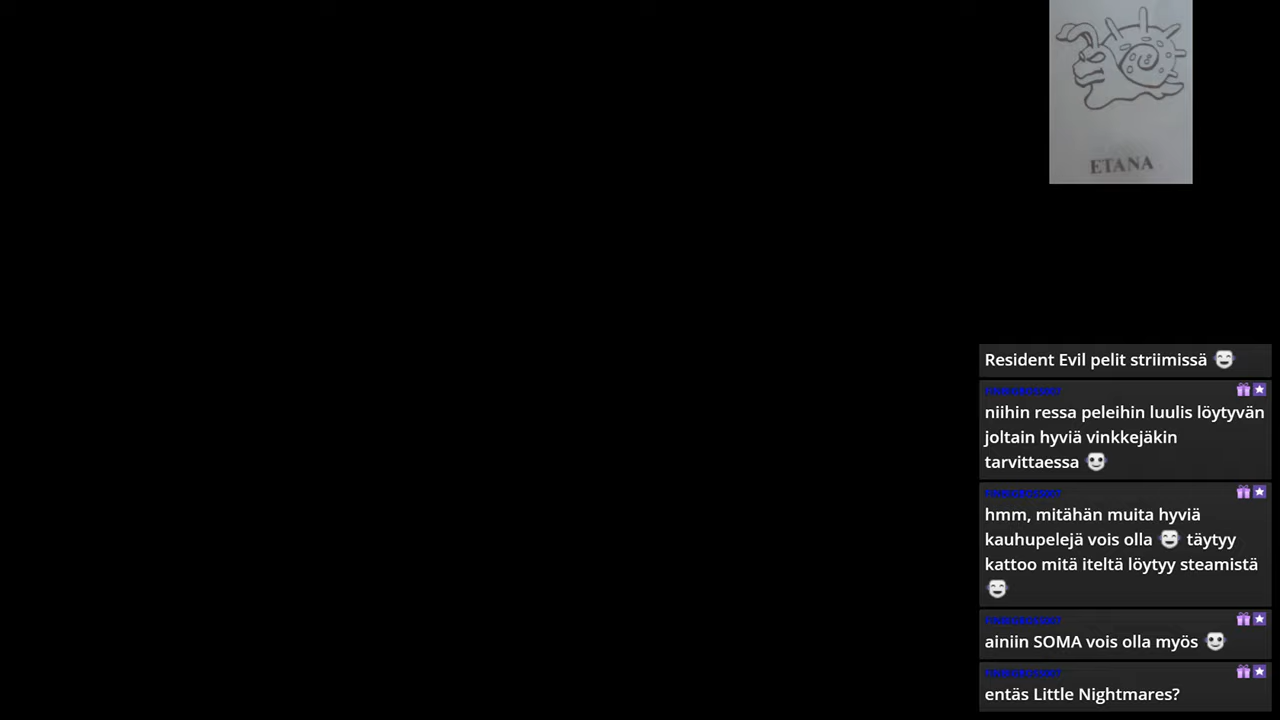 ETANA
Resident Evil pelit striimissä
niihin ressa peleihin luulis löytyvän
joltain hyviä vinkkejäkin
tarvittaessa
hmm, mitähän muita hyviä
kauhupelejä vois olla täytyy
kattoo mitä iteltä löytyy steamistä
ainiin SOMA vois olla myös
entäs Little Nightmares?